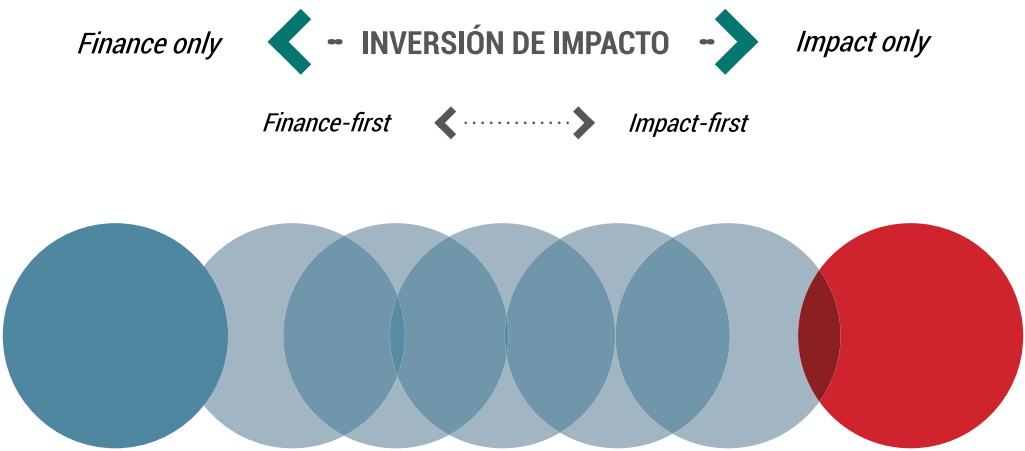 Finance only INVERSIÓN DE IMPACTO Impact only
Finance-first Impact-first